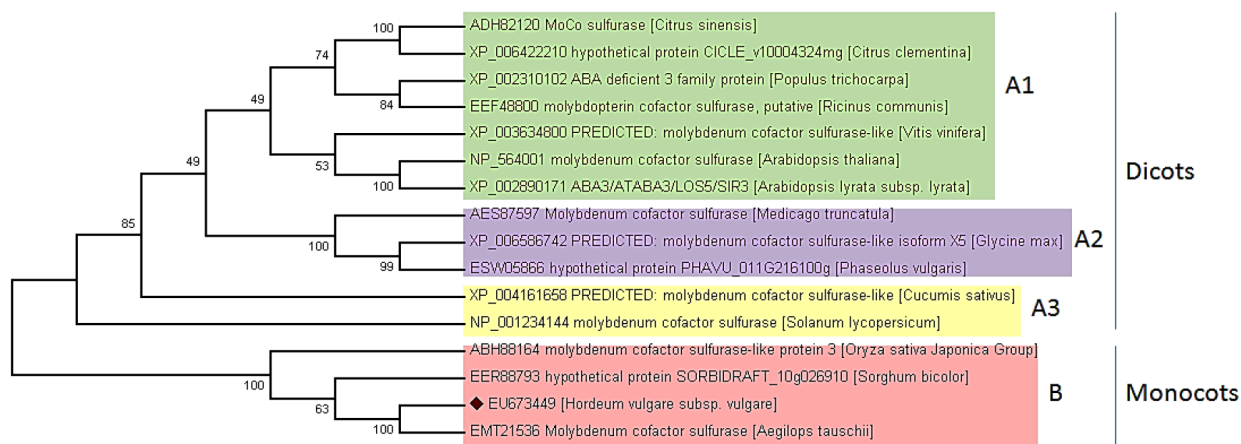 ADH82120 MoCo sulfurase [Citrus sinensis]
XP_006422210 hypothetical protein CICLE_v10004324mg [Citrus clementina]
XP_002310102 ABA deficient 3 family protein [Populus trichocarpa]
EEF48800 molybdopterin cofactor sulfurase, putative [Ricinus communis]
XP_003634800 PREDICTED: molybdenum cofactor sulfurase-like [Vitis vinifera]
NP_564001 molybdenum cofactor sulfurase [Arabidopsis thaliana]
XP_002890171 ABA3/ATABA3/LOS5/SIR3 [Arabidopsis lyrata subsp. lyrata]
A1
AES87597 Molybdenum cofactor sulfurase [Medicago truncatula]
XP_006586742 PREDICTED: molybdenum cofactor sulfurase-like isoform X5 [Glycine max]
ESW05866 hypothetical protein PHAVU_011G216100g [Phaseolus vulgaris]
A2
XP_004161658 PREDICTED: molybdenum cofactor sulfurase-like [Cucumis sativus]
NP_001234144 molybdenum cofactor sulfurase [Solanum lycopersicum]
A3
Dicots
ABH88164 molybdenum cofactor sulfurase-like protein 3 [Oryza sativa Japonica Group]
EER88793 hypothetical protein SORBIDRAFT_10g026910 [Sorghum bicolor]
EU673449 [Hordeum vulgare subsp. vulgare]
EMT21536 Molybdenum cofactor sulfurase [Aegilops tauschii]
B
Monocots
100
74
84
49
53
100
49
100
99
85
100
63
100